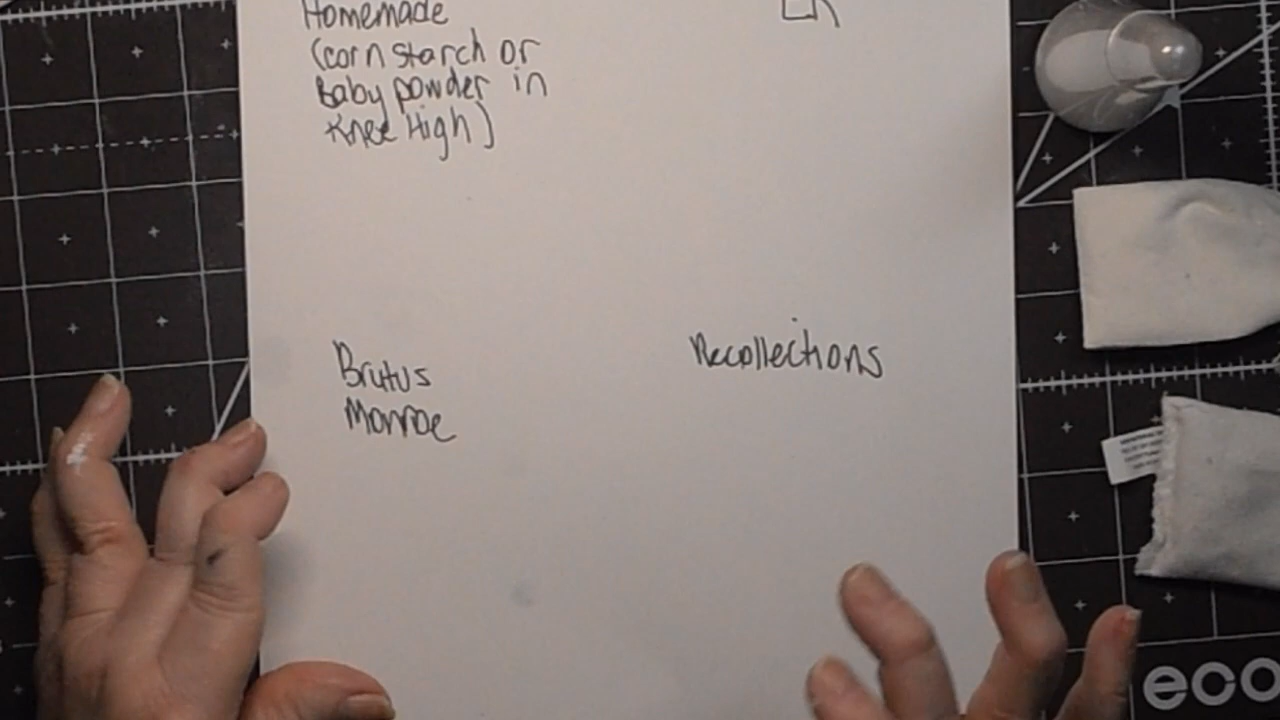 Homemade
(corn starch or
Baby powder in
Knee High)
Recollections
Brutus
Monroe
eco